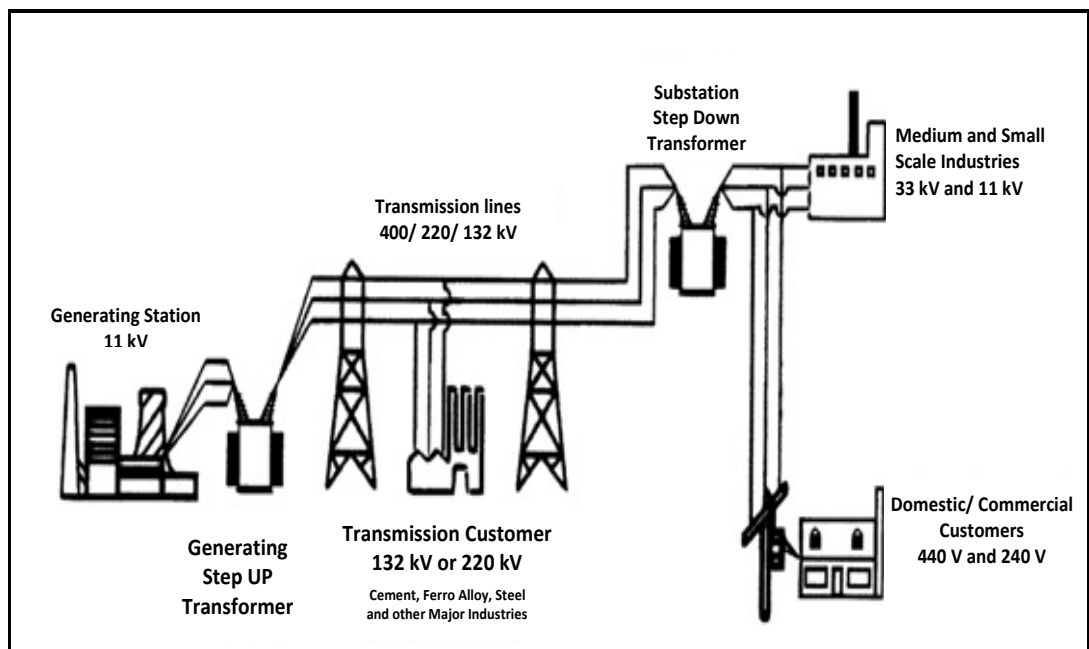 Generating Station
11 kV
Generating
Step UP
Transformer
Transmission lines
400/ 220/ 132 kV
Transmission Customer
132 kV or 220 kV
Cement, Ferro Alloy, Steel
and other Major Industries
Substation
Step Down
Transformer
Medium and Small
Scale Industries
33 kV and 11 kV
Domestic/ Commercial
Customers
440 V and 240 V